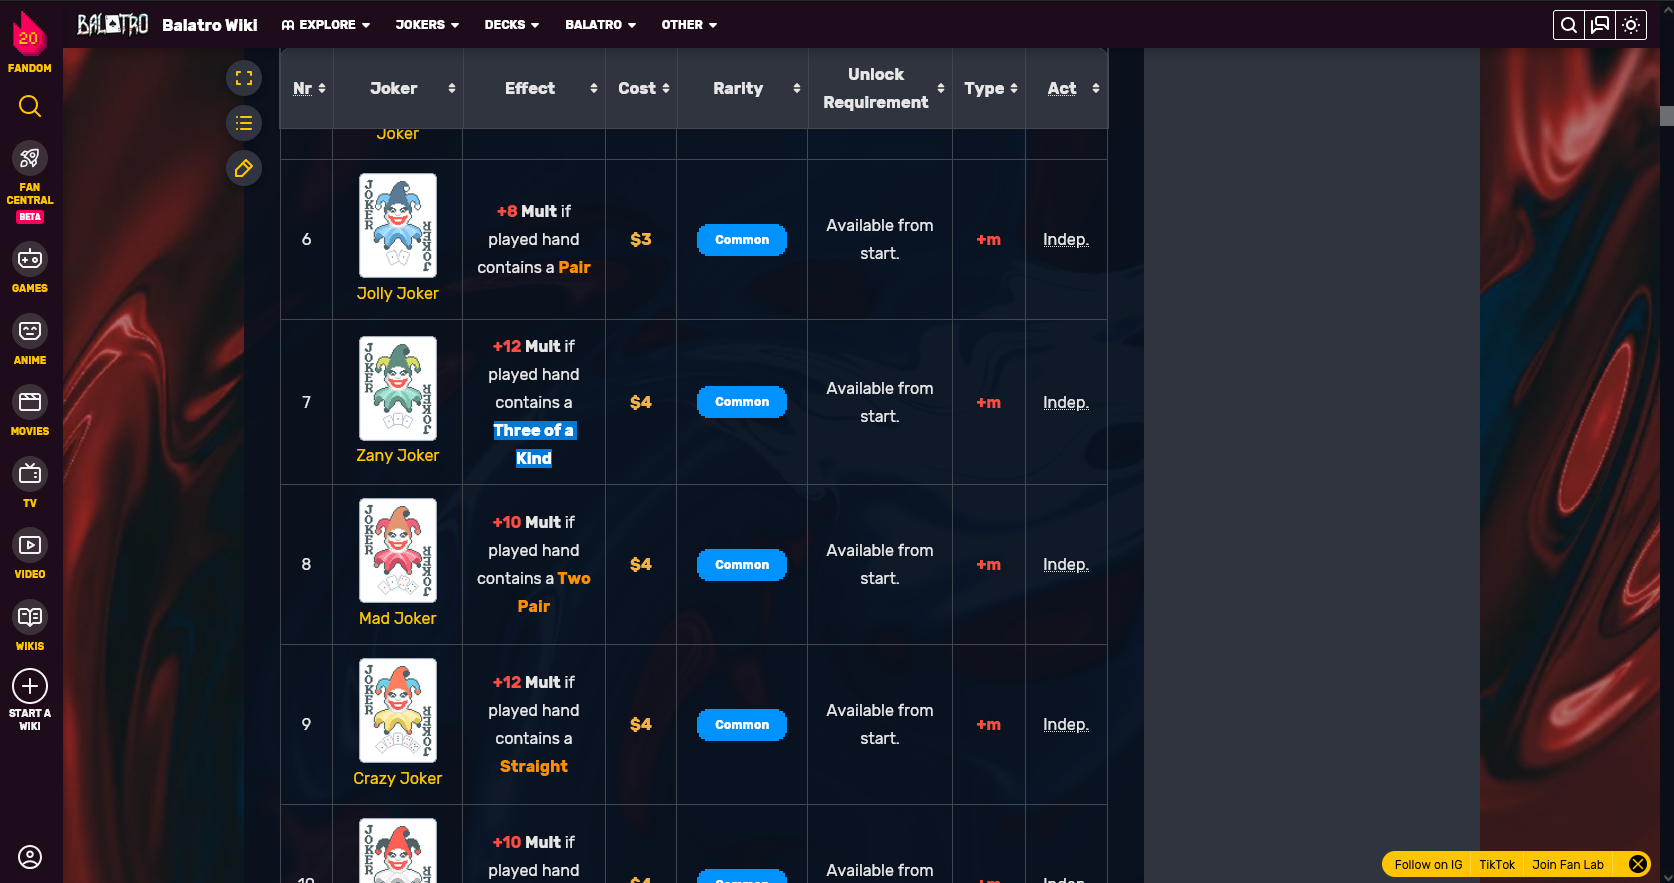 BALATRO
Balatro Wiki
EXPLORE
JOKERS
DECKS
BALATRO
OTHER
20
FANDOM
FAN
CENTRAL
BETA
GAMES
ANIME
MOVIES
TV
VIDEO
WIKIS
START A
WIKI
Nr
Joker
Effect
Cost
Rarity
Unlock
Requirement
Type
Act
Joker
6
JOKER
JOKER
Jolly Joker
+8 Mult if
played hand
contains a Pair
$3
Common
Available from
start.
+m
Indep.
7
JOKER
JOKER
Zany Joker
+12 Mult if
played hand
contains a
Three of a
Kind
$4
Common
Available from
start.
+m
Indep.
8
JOKER
JOKER
Mad Joker
+10 Mult if
played hand
contains a Two
Pair
$4
Common
Available from
start.
+m
Indep.
9
JOKER
JOKER
Crazy Joker
+12 Mult if
played hand
contains a
Straight
$4
Common
Available from
start.
+m
Indep.
10
JOKER
+10 Mult if
played hand
$4
Common
Available from
+m
Indep.
Follow on IG
TikTok
Join Fan Lab